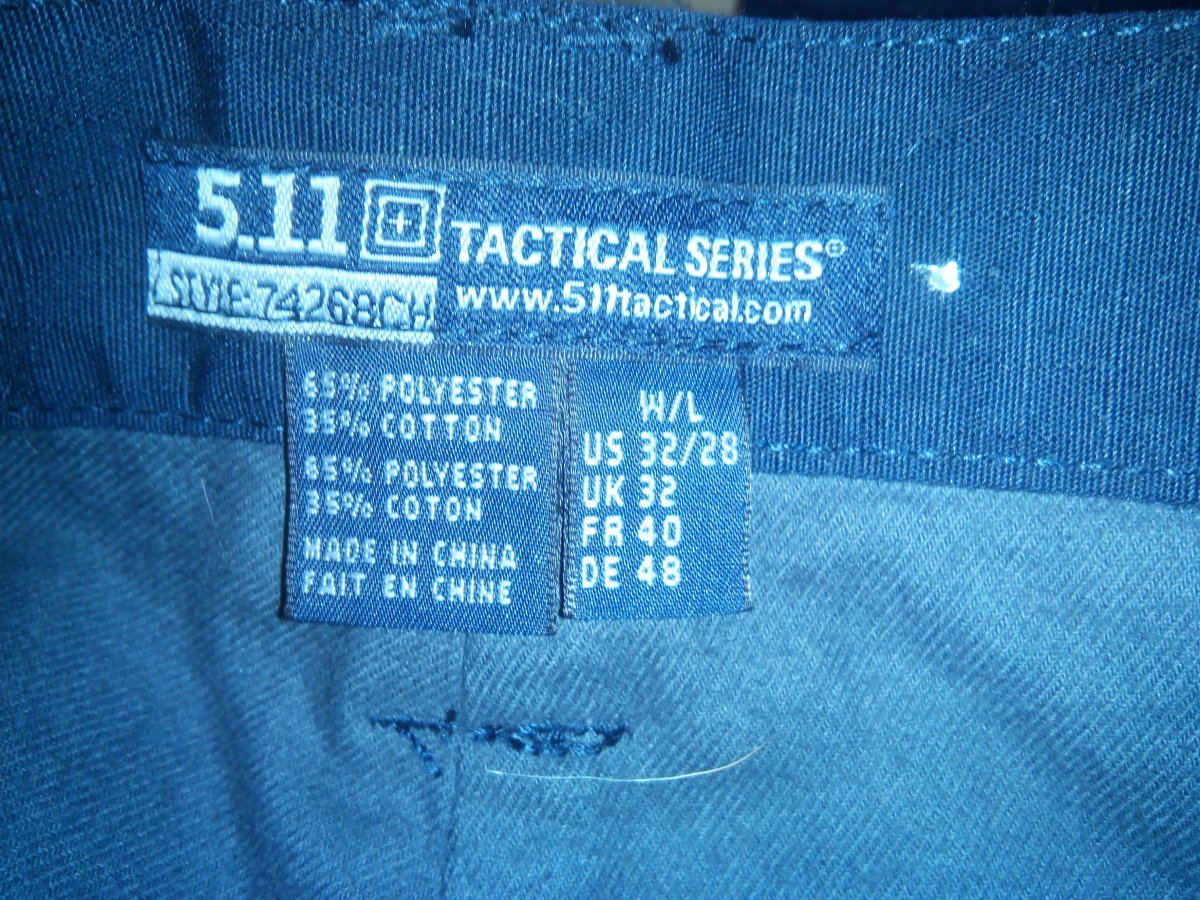 5.11 TACTICAL SERIES®
STYLE:74268CH
www.511tactical.com
65% POLYESTER
35% COTTON
65% POLYESTER
35% COTON
MADE IN CHINA
FAIT EN CHINE
W/L
US 32/28
UK 32
FR 40
DE 48